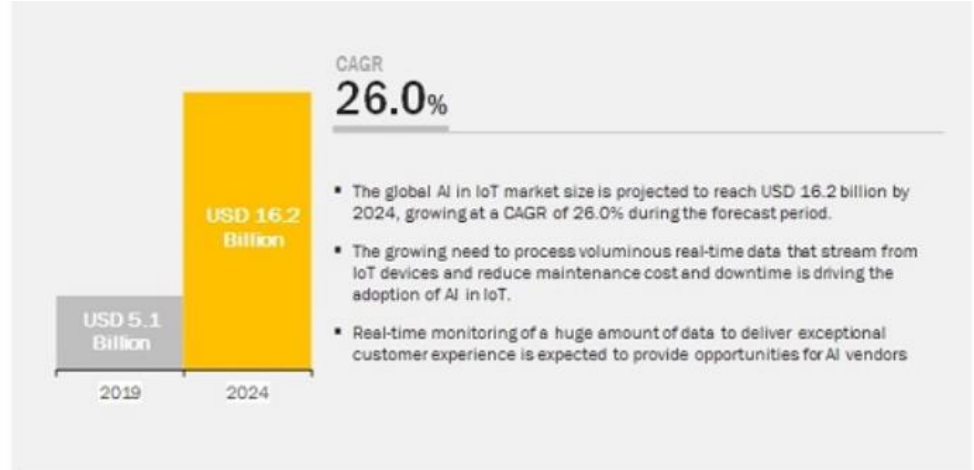 CAGR
26.0%
USD 16.2
Billion
USD 5.1
Billion
2019
2024
▪ The global AI in IoT market size is projected to reach USD 16.2 billion by
2024, growing at a CAGR of 26.0% during the forecast period.
▪ The growing need to process voluminous real-time data that stream from
IoT devices and reduce maintenance cost and downtime is driving the
adoption of AI in IoT.
▪ Real-time monitoring of a huge amount of data to deliver exceptional
customer experience is expected to provide opportunities for AI vendors